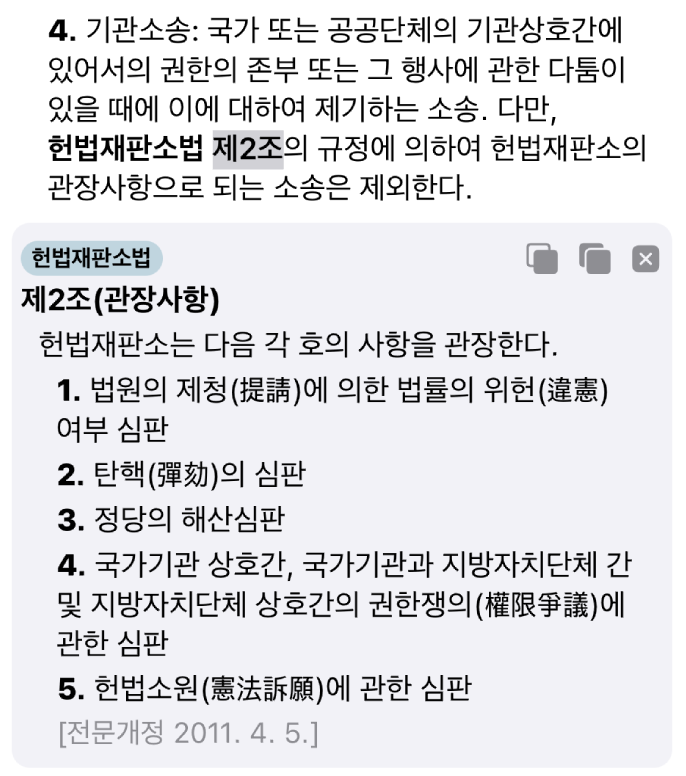 4. 기관소송: 국가 또는 공공단체의 기관상호간에
있어서의 권한의 존부 또는 그 행사에 관한 다툼이
있을 때에 이에 대하여 제기하는 소송. 다만,
헌법재판소법 제2조의 규정에 의하여 헌법재판소의
관장사항으로 되는 소송은 제외한다.
헌법재판소법
제2조(관장사항)
헌법재판소는 다음 각 호의 사항을 관장한다.
1. 법원의 제청(提請)에 의한 법률의 위헌(違憲)
여부 심판
2. 탄핵(彈劾)의 심판
3. 정당의 해산심판
4. 국가기관 상호간, 국가기관과 지방자치단체 간
및 지방자치단체 상호간의 권한쟁의(權限爭議)에
관한 심판
5. 헌법소원(憲法訴願)에 관한 심판
[전문개정 2011. 4. 5.]